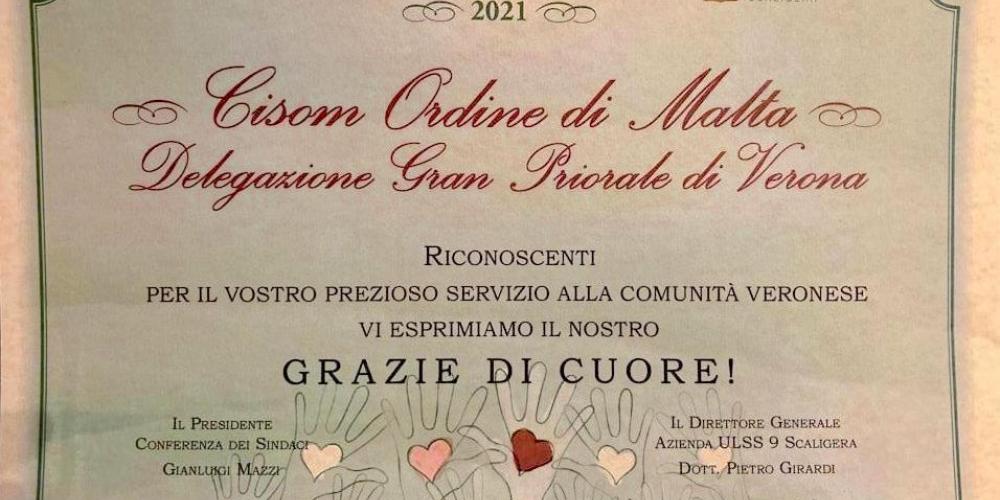 2021
Cisom Ordine di Malta
Delegazione Gran Priorale di Verona
RICONOSCENTI
PER IL VOSTRO PREZIOSO SERVIZIO ALLA COMUNITÀ VERONESE
VI ESPRIMIAMO IL NOSTRO
GRAZIE DI CUORE!
IL PRESIDENTE
CONFERENZA DEI SINDACI
GIANLUIGI MAZZI
IL DIRETTORE GENERALE
AZIENDA ULSS 9 SCALIGERA
DOTT. PIETRO GIRARDI